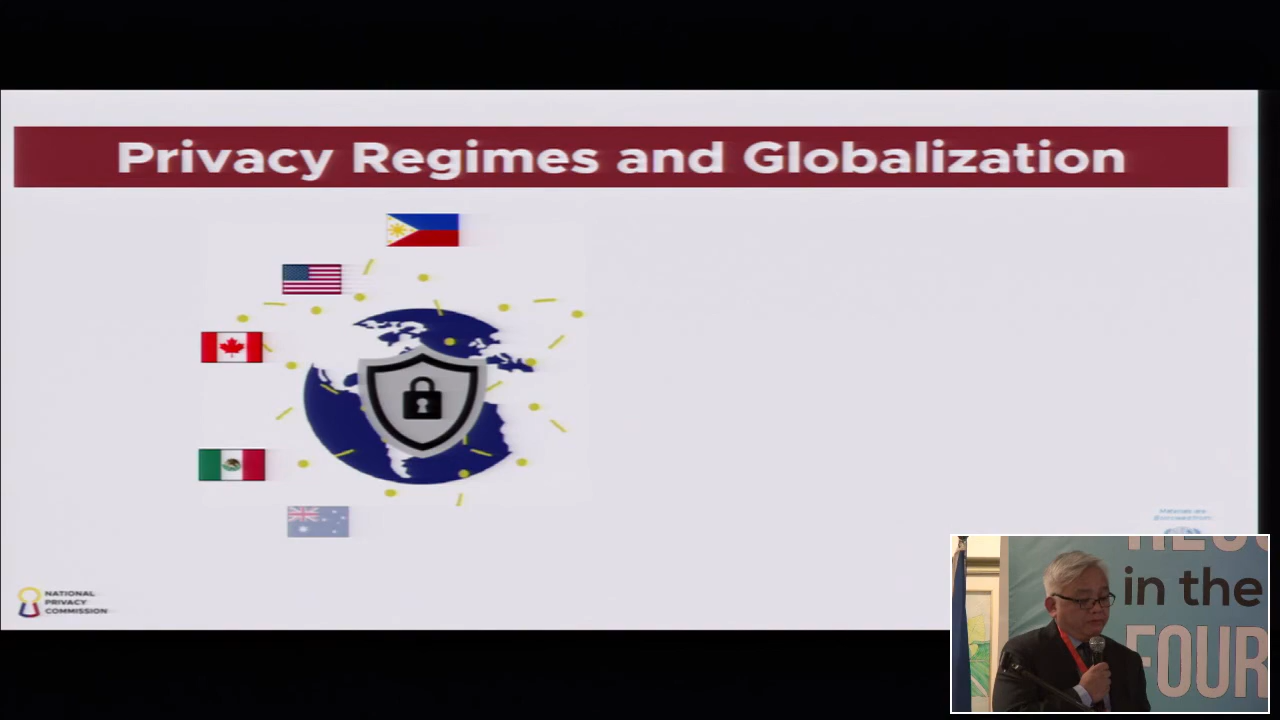 Privacy Regimes and Globalization
NATIONAL
PRIVACY
COMMISSION
in the
FOUR